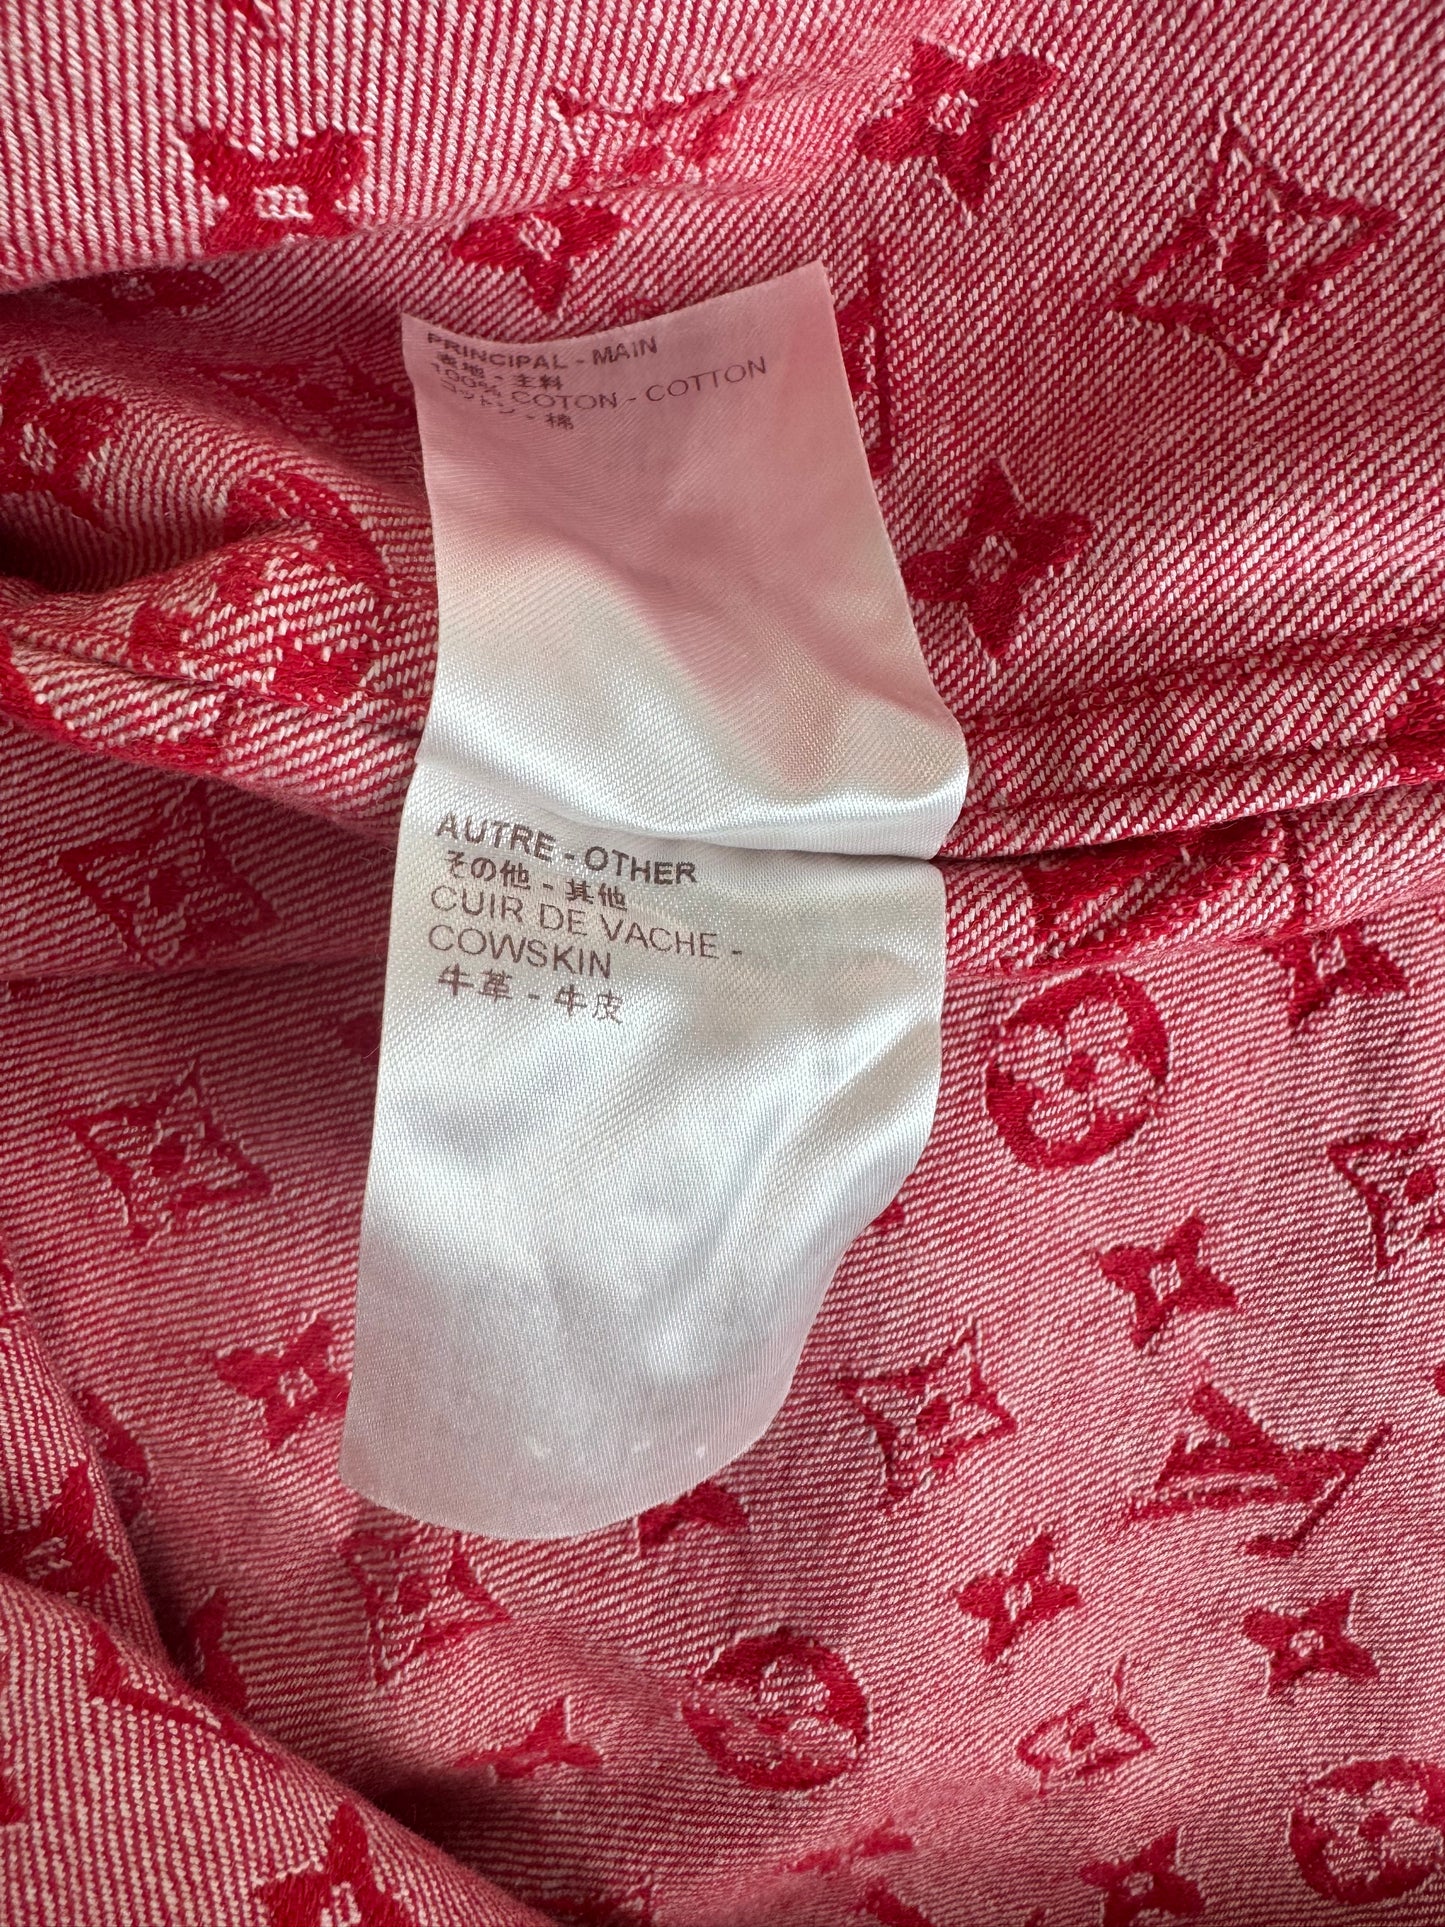 PRINCIPAL - MAIN
表地 - 主料
100% COTON - COTTON
コットン - 棉
AUTRE - OTHER
その他 - 其他
CUIR DE VACHE -
COWSKIN
牛革 - 牛皮